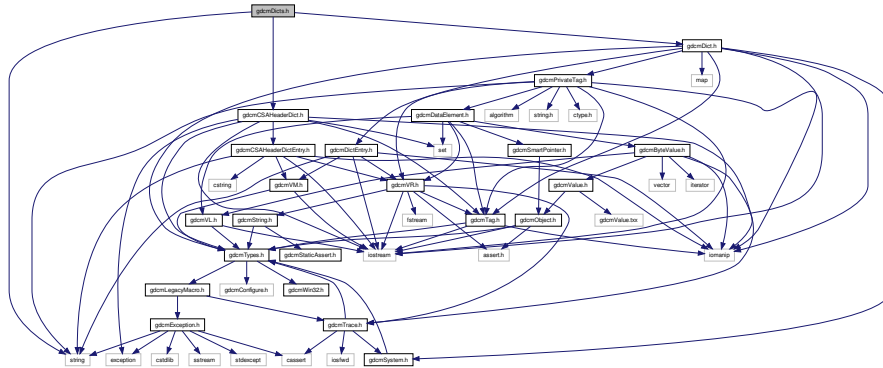 gdcmDicts.h
gdcmDict.h
gdcmPrivateTag.h
map
gdcmCSAHeaderDict.h
gdcmDataElement.h
algorithm
string.h
ctype.h
gdcmCSAHeaderDictEntry.h
gdcmDictEntry.h
set
gdcmSmartPointer.h
gdcmByteValue.h
cstring
gdcmVM.h
gdcmVR.h
gdcmValue.h
vector
iterator
gdcmVL.h
gdcmString.h
fstream
gdcmTag.h
gdcmObject.h
gdcmValue.txx
gdcmTypes.h
gdcmStaticAssert.h
iostream
assert.h
iomanip
gdcmLegacyMacro.h
gdcmConfigure.h
gdcmWin32.h
gdcmException.h
gdcmTrace.h
string
exception
cstdlib
sstream
stdexcept
cassert
iosfwd
gdcmSystem.h